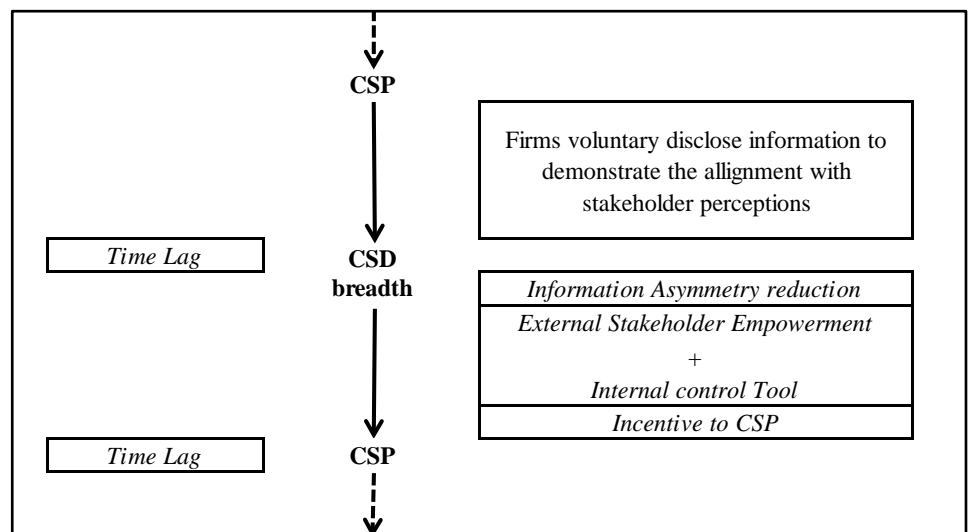 CSP
Firms voluntary disclose information to
demonstrate the allignment with
stakeholder perceptions
Time Lag
CSD
breadth
Information Asymmetry reduction
External Stakeholder Empowerment
+
Internal control Tool
Incentive to CSP
Time Lag
CSP